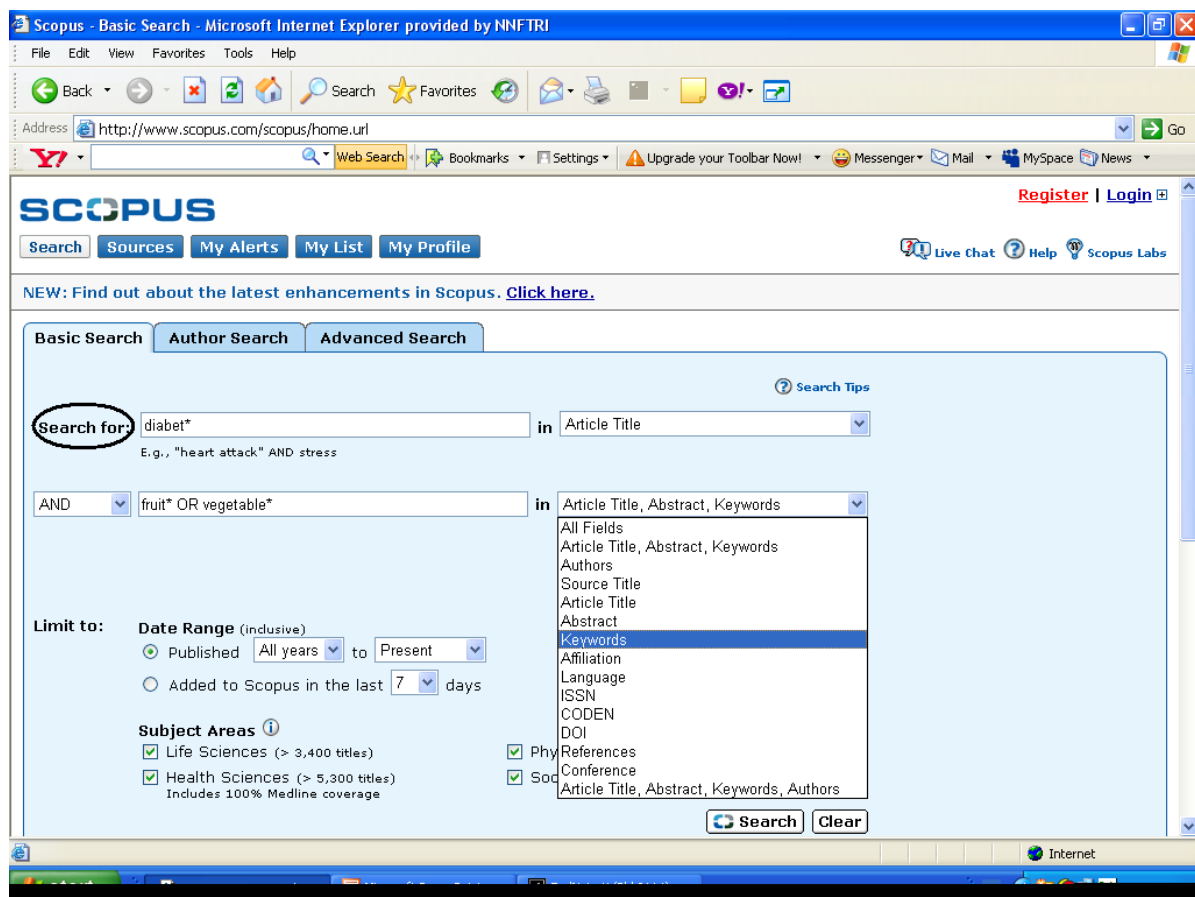 Scopus - Basic Search - Microsoft Internet Explorer provided by NNFTRI
File Edit View Favorites Tools Help
Back Search Favorites
Address http://www.scopus.com/scopus/home.url Go
Y! Web Search Bookmarks Settings Upgrade your Toolbar Now! Messenger Mail MySpace News
Register | Login
SCOPUS
Search Sources My Alerts My List My Profile
Live Chat Help Scopus Labs
NEW: Find out about the latest enhancements in Scopus. Click here.
Basic Search Author Search Advanced Search
Search Tips
Search for: diabet* in Article Title
E.g., "heart attack" AND stress
AND fruit* OR vegetable* in Article Title, Abstract, Keywords
All Fields
Article Title, Abstract, Keywords
Authors
Source Title
Article Title
Abstract
Keywords
Affiliation
Language
ISSN
CODEN
DOI
References
Conference
Article Title, Abstract, Keywords, Authors
Limit to: Date Range (inclusive)
Published All years to Present
Added to Scopus in the last 7 days
Subject Areas
Life Sciences (> 3,400 titles) Phy
Health Sciences (> 5,300 titles) Soc
Includes 100% Medline coverage
Search Clear
Internet